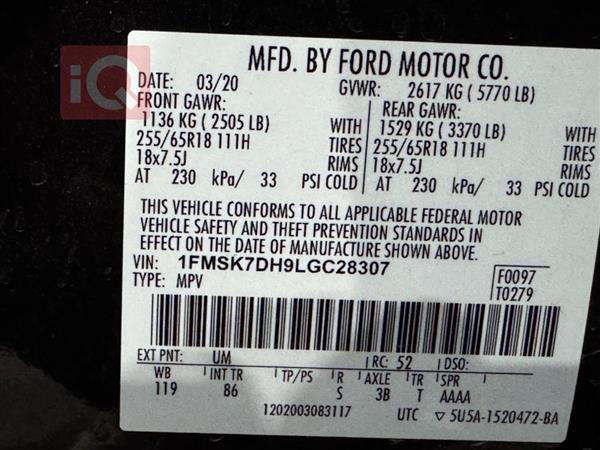 iQ
MFD. BY FORD MOTOR CO.
DATE: 03/20 GVWR: 2617 KG ( 5770 LB)
FRONT GAWR: REAR GAWR:
1136 KG ( 2505 LB) WITH 1529 KG ( 3370 LB) WITH
255/65R18 111H TIRES 255/65R18 111H TIRES
18x7.5J RIMS 18x7.5J RIMS
AT 230 kPa/ 33 PSI COLD AT 230 kPa/ 33 PSI COLD
THIS VEHICLE CONFORMS TO ALL APPLICABLE FEDERAL MOTOR
VEHICLE SAFETY AND THEFT PREVENTION STANDARDS IN
EFFECT ON THE DATE OF MANUFACTURE SHOWN ABOVE.
VIN: 1FMSK7DH9LGC28307 F0097
TYPE: MPV T0279
EXT PNT: UM RC: 52 DSO:
WB INT TR TP/PS R AXLE TR SPR
119 86 S 3B T AAAA
1202003083117 UTC ▽ 5U5A-1520472-BA